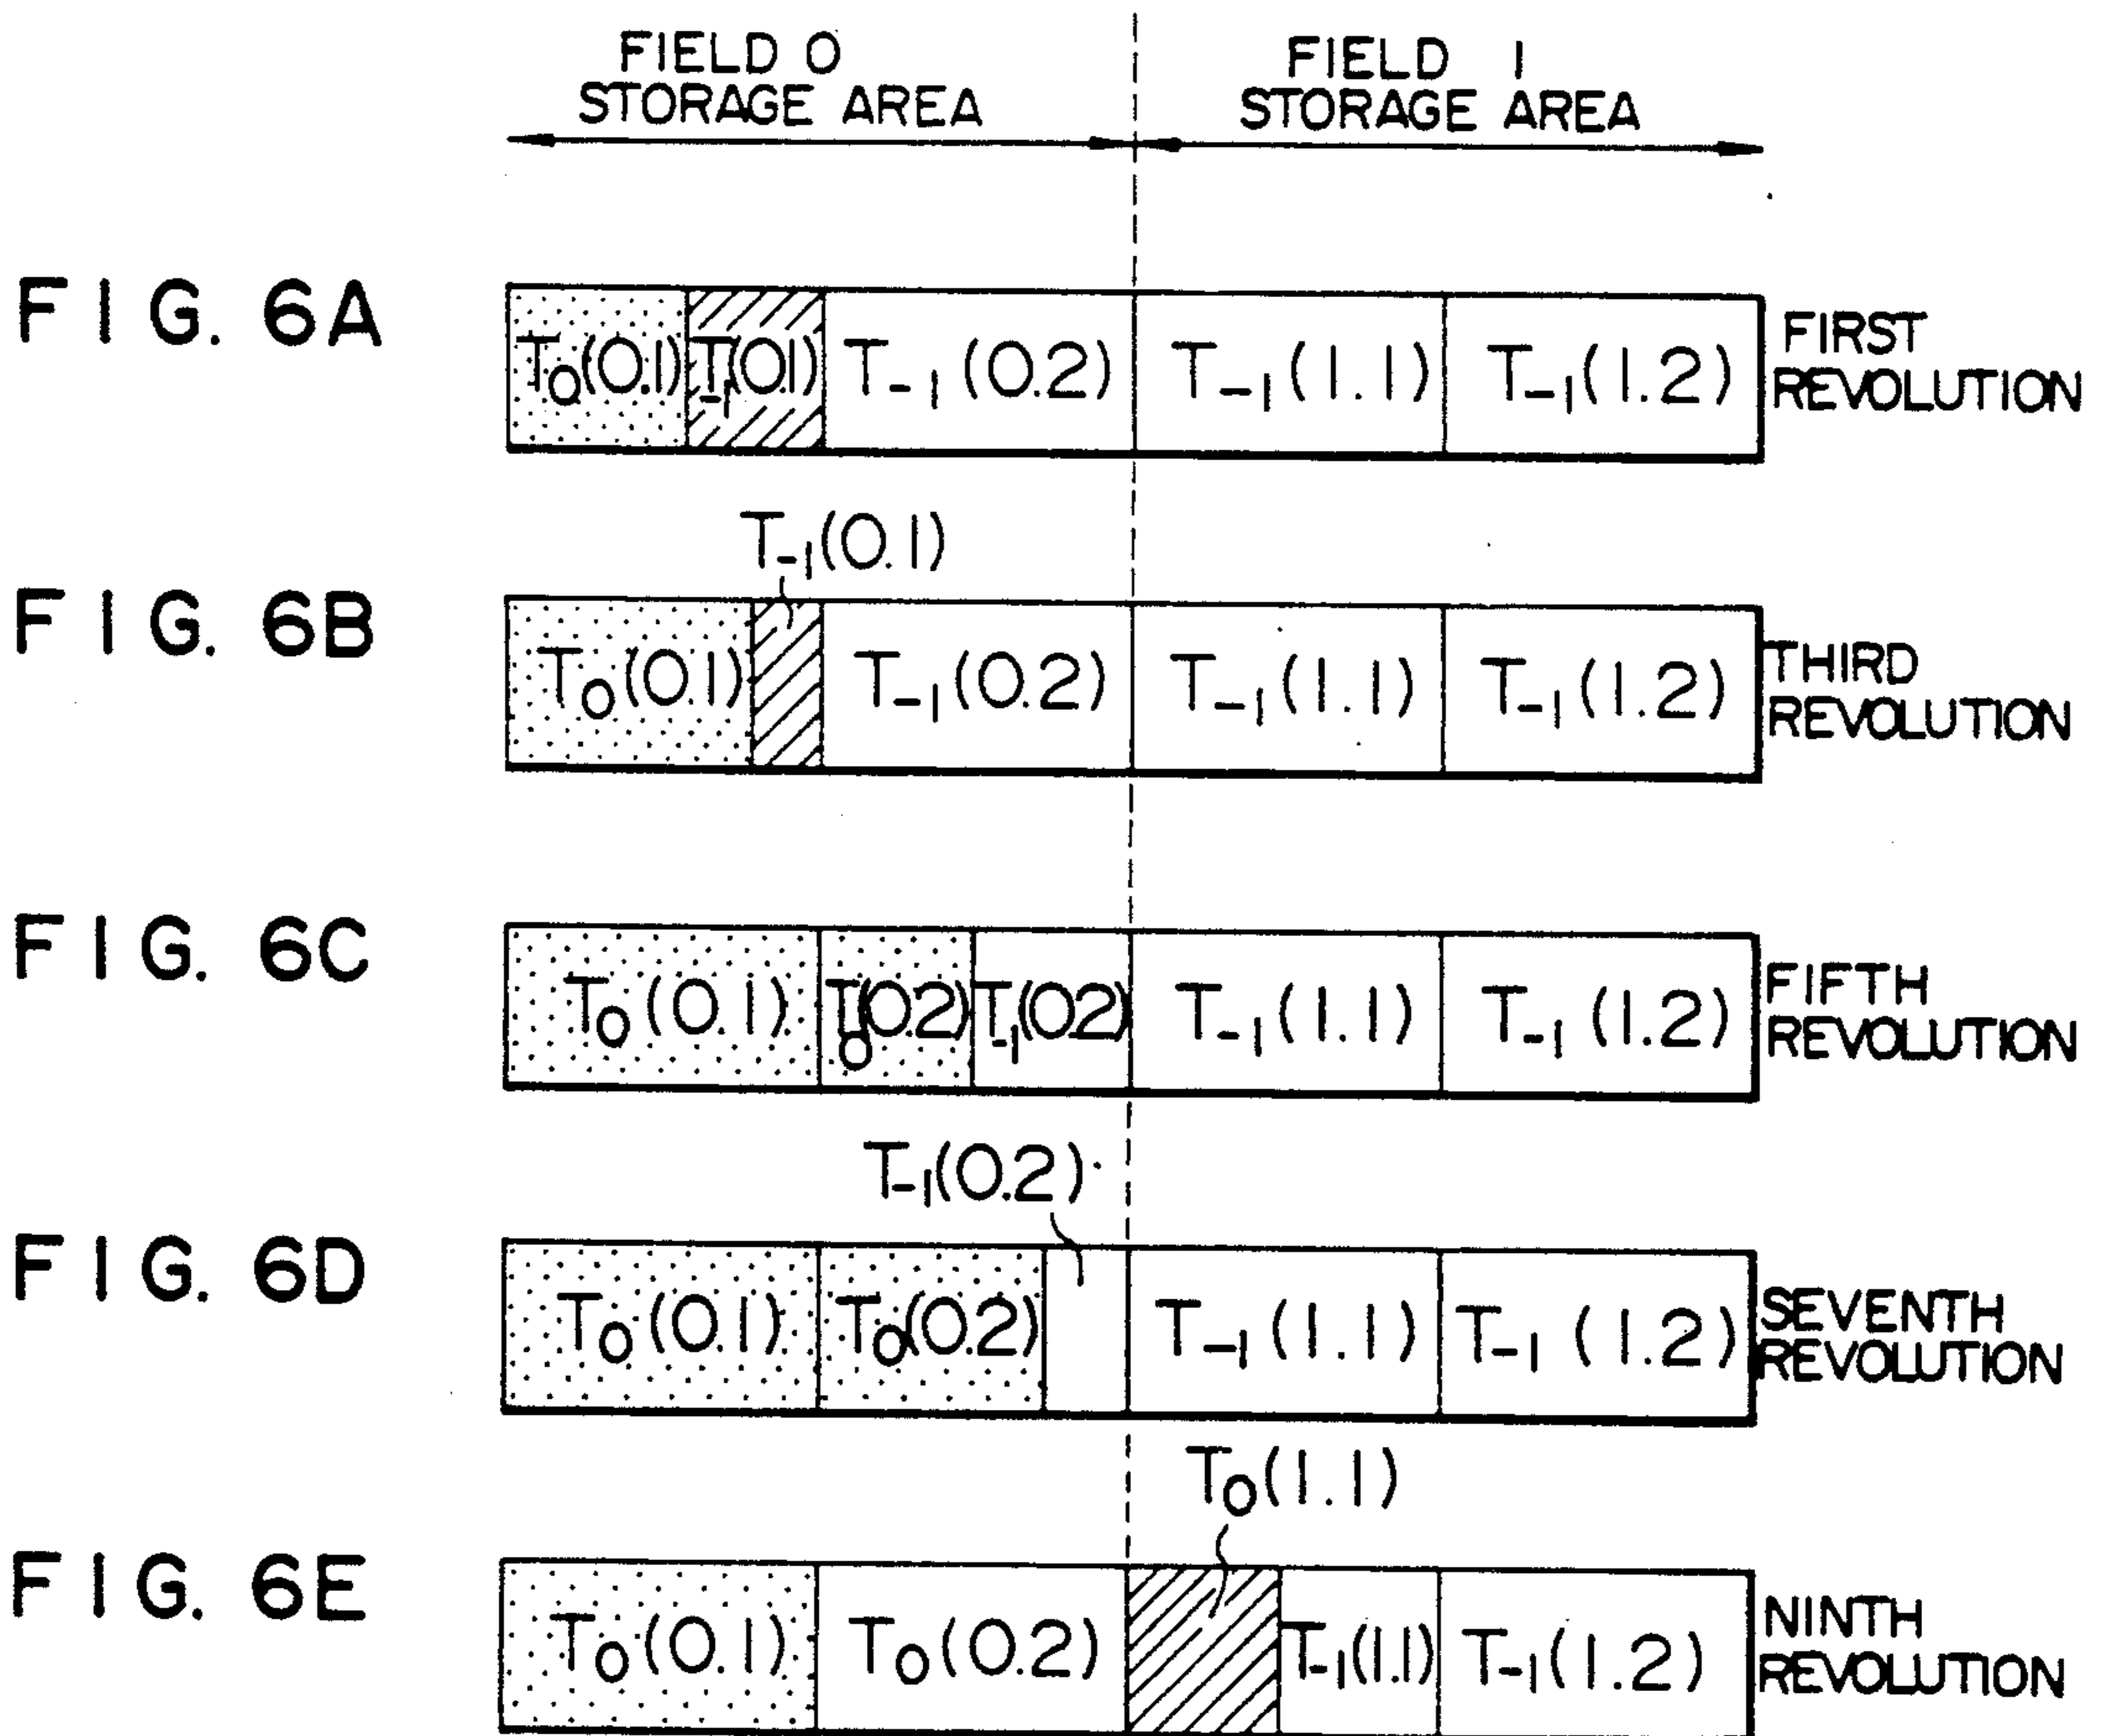 FIELD 0
STORAGE AREA
FIELD 1
STORAGE AREA
FIG. 6A
T₀(0.1) T₋₁(0.1) T₋₁(0.2) T₋₁(1.1) T₋₁(1.2)
FIRST
REVOLUTION
T₋₁(0.1)
FIG. 6B
T₀(0.1) T₋₁(0.2) T₋₁(1.1) T₋₁(1.2)
THIRD
REVOLUTION
FIG. 6C
T₀(0.1) T₀(0.2) T₋₁(0.2) T₋₁(1.1) T₋₁(1.2)
FIFTH
REVOLUTION
T₋₁(0.2)
FIG. 6D
T₀(0.1) T₀(0.2) T₋₁(1.1) T₋₁(1.2)
SEVENTH
REVOLUTION
T₀(1.1)
FIG. 6E
T₀(0.1) T₀(0.2) T₋₁(1.1) T₋₁(1.2)
NINTH
REVOLUTION